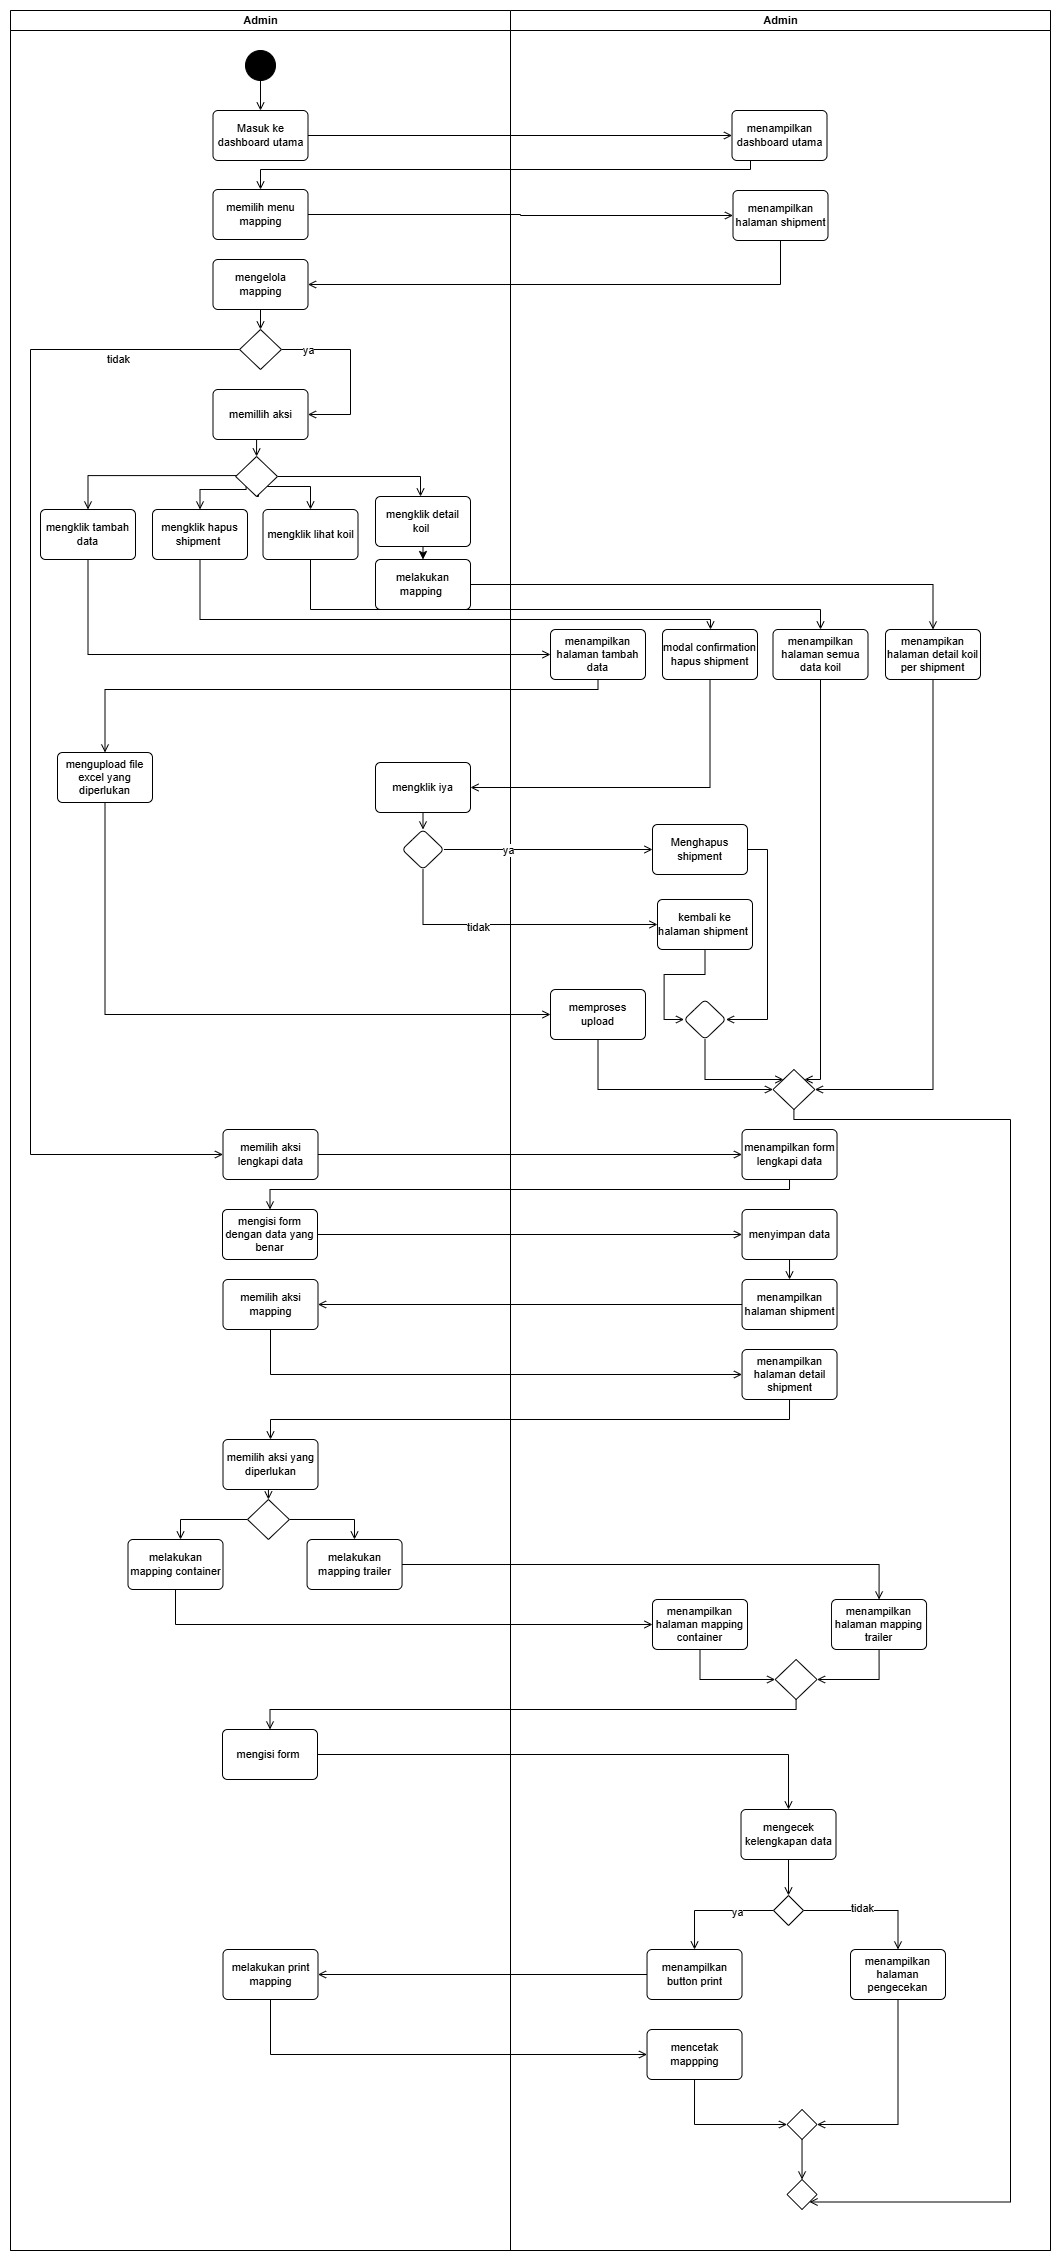 Admin
Admin
Masuk ke
dashboard utama
menampilkan
dashboard utama
memilih menu
mapping
menampilkan
halaman shipment
mengelola
mapping
tidak
ya
memillih aksi
mengklik tambah
data
mengklik hapus
shipment
mengklik lihat koil
mengklik detail
koil
melakukan
mapping
menampilkan
halaman tambah
data
modal confirmation
hapus shipment
menampilkan
halaman semua
data koil
menampikan
halaman detail koil
per shipment
mengupload file
excel yang
diperlukan
mengklik iya
ya
Menghapus
shipment
tidak
kembali ke
halaman shipment
memproses
upload
memilih aksi
lengkapi data
menampilkan form
lengkapi data
mengisi form
dengan data yang
benar
menyimpan data
memilih aksi
mapping
menampilkan
halaman shipment
menampilkan
halaman detail
shipment
memilih aksi yang
diperlukan
melakukan
mapping container
melakukan
mapping trailer
menampilkan
halaman mapping
container
menampilkan
halaman mapping
trailer
mengisi form
mengecek
kelengkapan data
ya
tidak
melakukan print
mapping
menampilkan
button print
menampilkan
halaman
pengecekan
mencetak
mappping